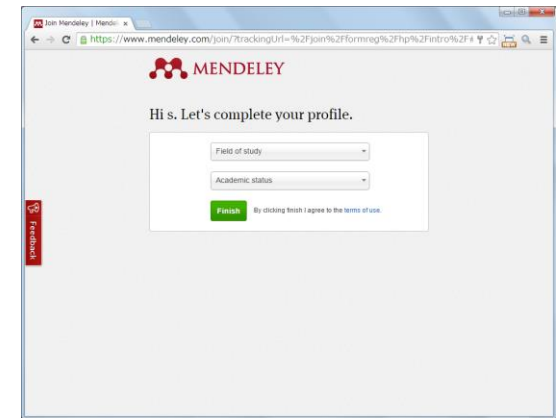 Join Mendeley | Mendel
https://www.mendeley.com/join/?trackingUrl=%2Fjoin%2Fformreg%2Fhp%2Fintro%2F
MENDELEY
Hi s. Let's complete your profile.
Field of study
Academic status
Finish By clicking finish I agree to the terms of use.
Feedback